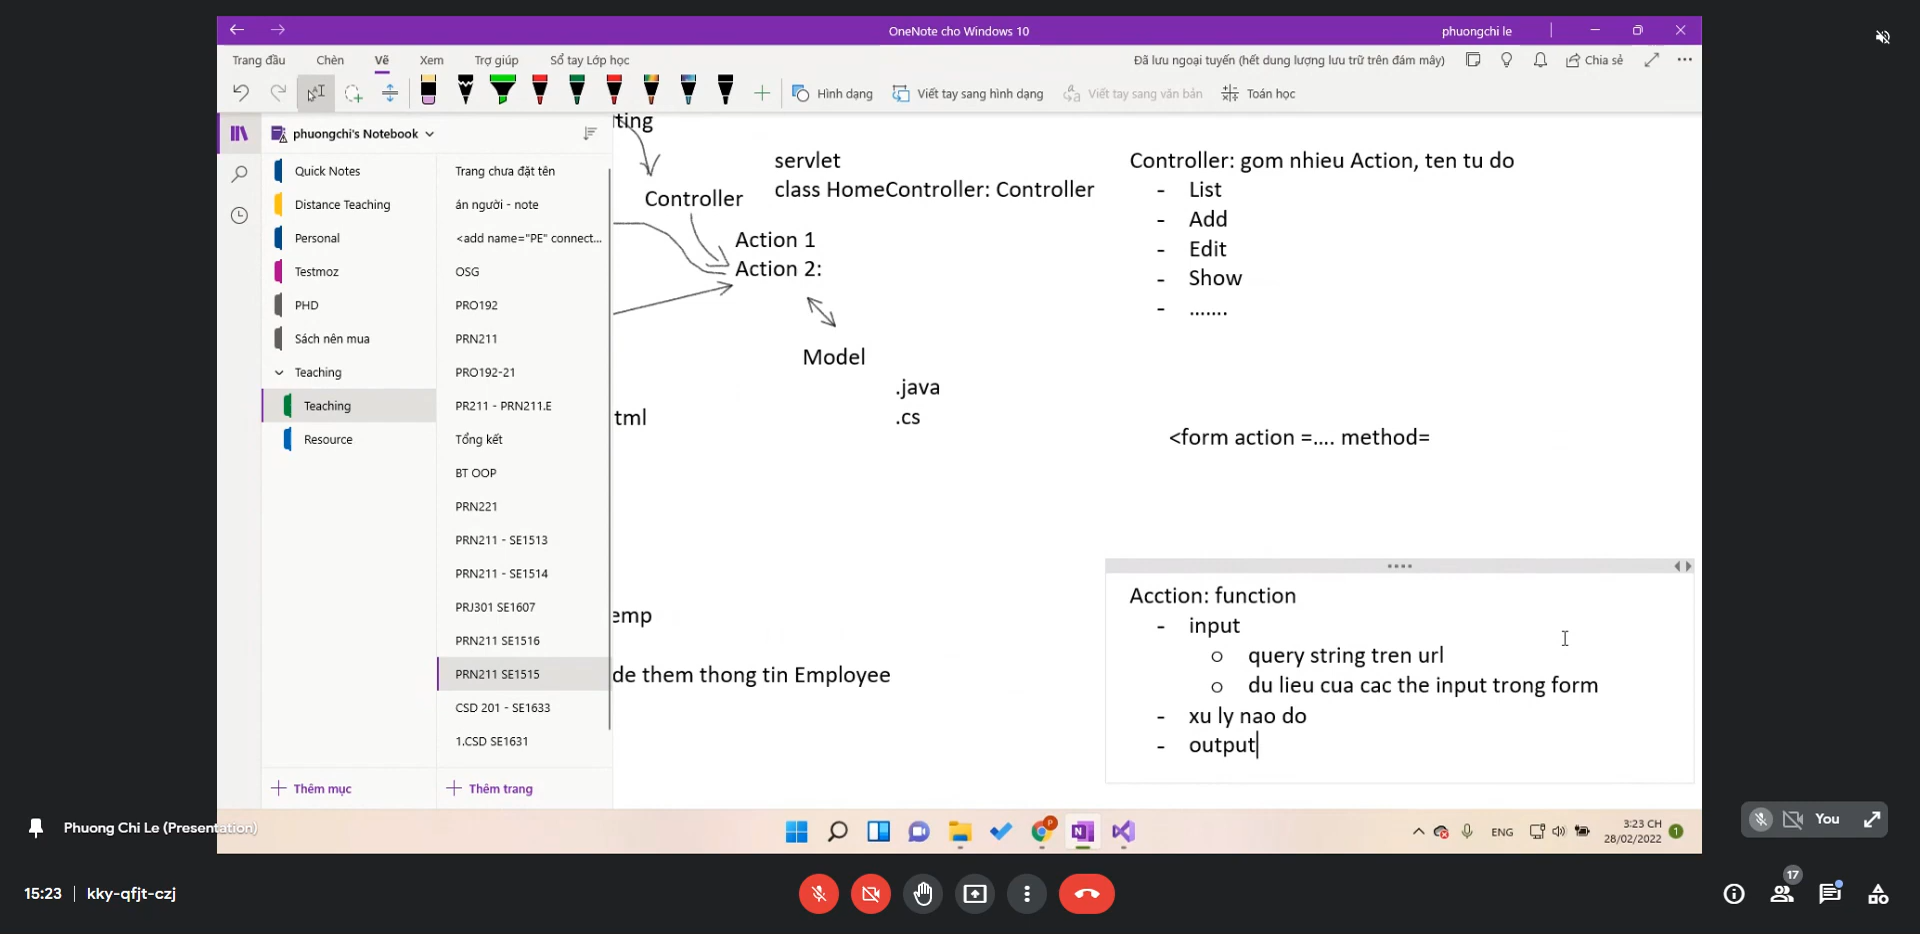 OneNote cho Windows 10
phuongchi le
Trang đầu
Chèn
Vẽ
Xem
Trợ giúp
Sổ tay Lớp học
Đã lưu ngoại tuyến (hết dung lượng lưu trữ trên đám mây)
Chia sẻ
Hình dạng
Viết tay sang hình dạng
Viết tay sang văn bản
Toán học
phuongchi's Notebook
Quick Notes
Distance Teaching
Personal
Testmoz
PHD
Sách nên mua
Teaching
Teaching
Resource
Thêm mục
Trang chưa đặt tên
án người - note
<add name="PE" connect...
OSG
PRO192
PRN211
PRO192-21
PR211 - PRN211.E
Tổng kết
BT OOP
PRN221
PRN211 - SE1513
PRN211 - SE1514
PRJ301 SE1607
PRN211 SE1516
PRN211 SE1515
CSD 201 - SE1633
1.CSD SE1631
Thêm trang
ting
Controller
servlet
class HomeController: Controller
Action 1
Action 2:
Model
.java
.cs
tml
emp
de them thong tin Employee
Controller: gom nhieu Action, ten tu do
- List
- Add
- Edit
- Show
- .......
<form action =.... method=
Acction: function
- input
o query string tren url
o du lieu cua cac the input trong form
- xu ly nao do
- output
ENG
3:23 CH
28/02/2022
1
Phuong Chi Le (Presentation)
You
15:23 | kky-qfjt-czj
17